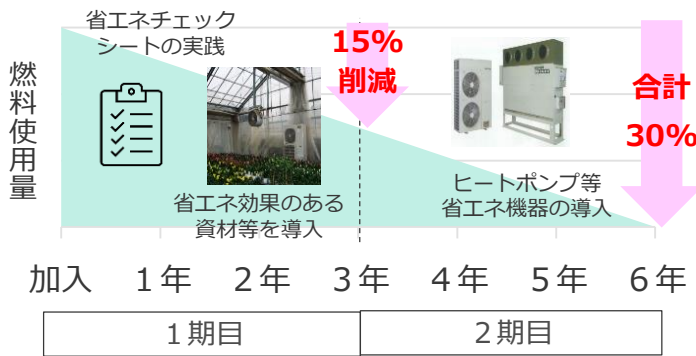 省エネチェック
シートの実践
15%
削減
合計
30%
燃料使用量
省エネ効果のある
資材等を導入
ヒートポンプ等
省エネ機器の導入
加入 1年 2年 3年 4年 5年 6年
1期目 2期目